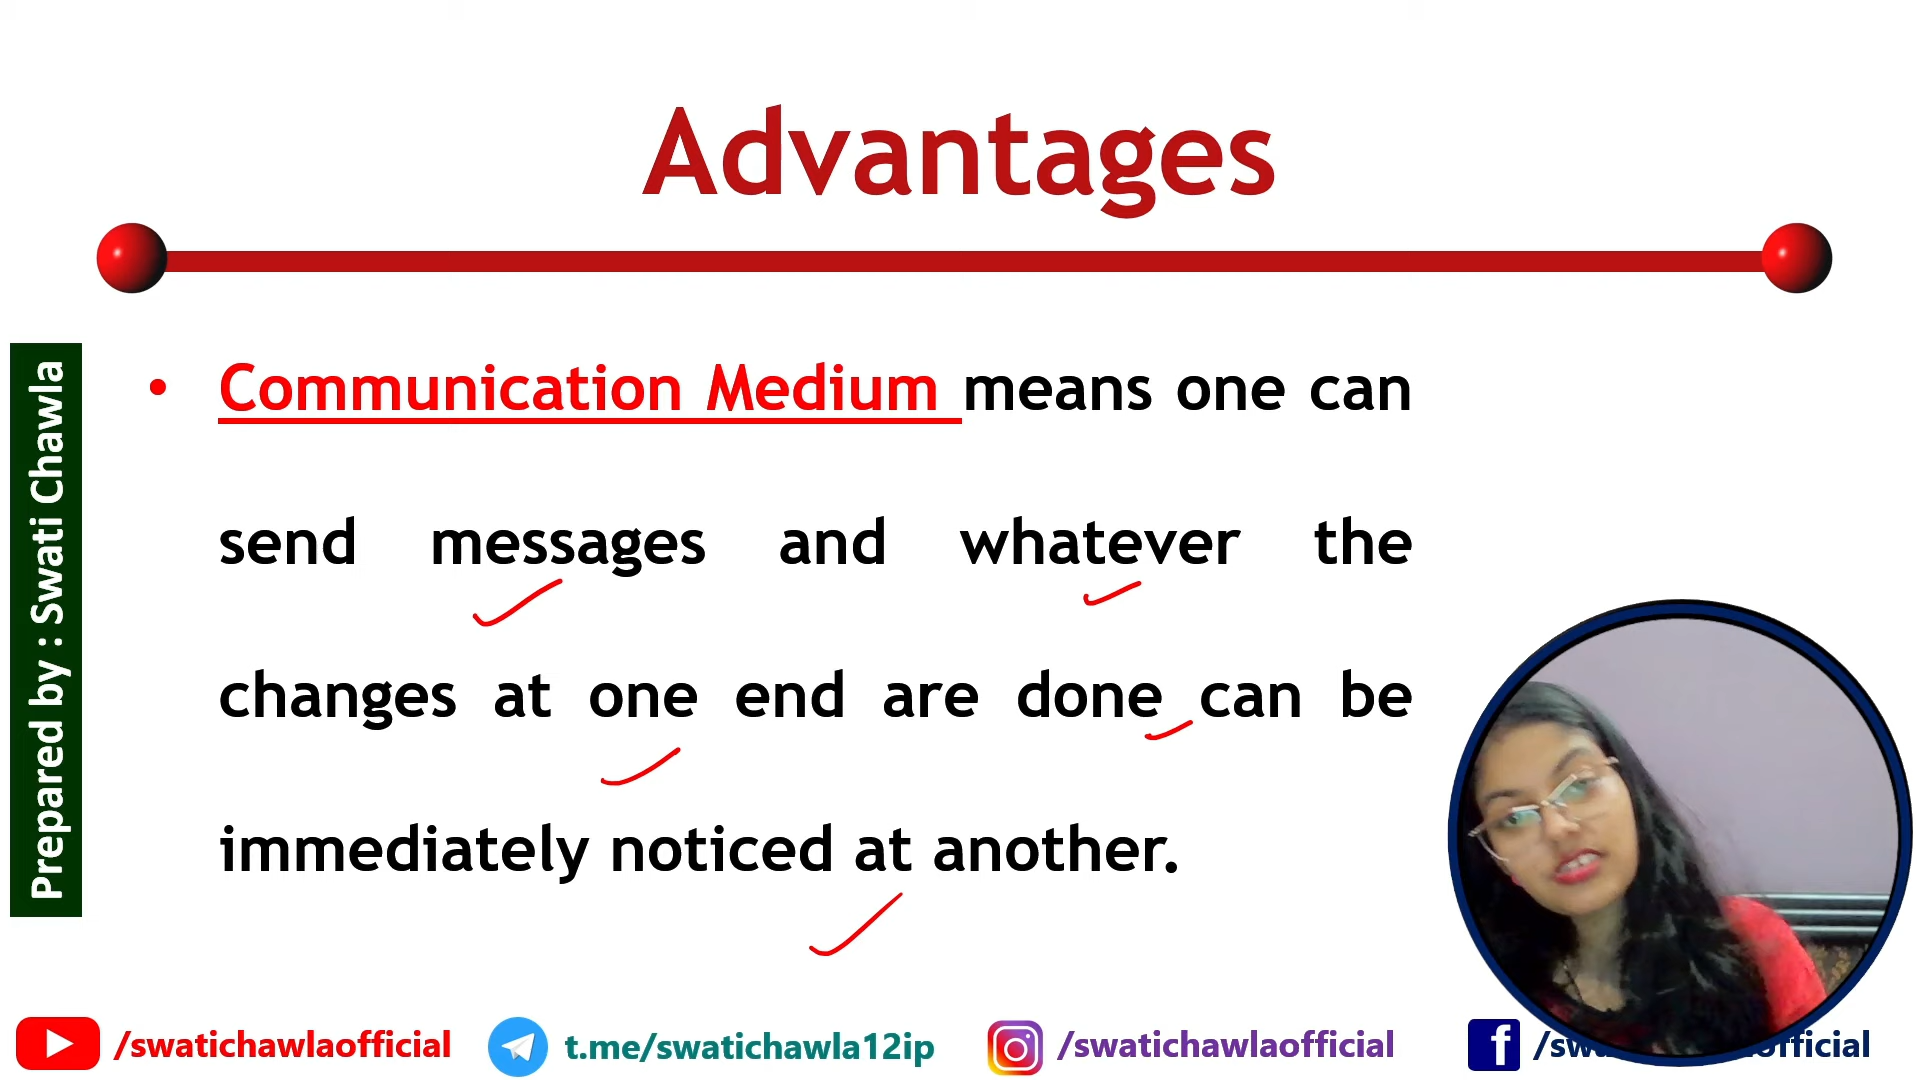 Advantages
• Communication Medium means one can
send messages and whatever the
changes at one end are done can be
immediately noticed at another.
Prepared by : Swati Chawla
/swatichawlaofficial
t.me/swatichawla12ip
/swatichawlaofficial